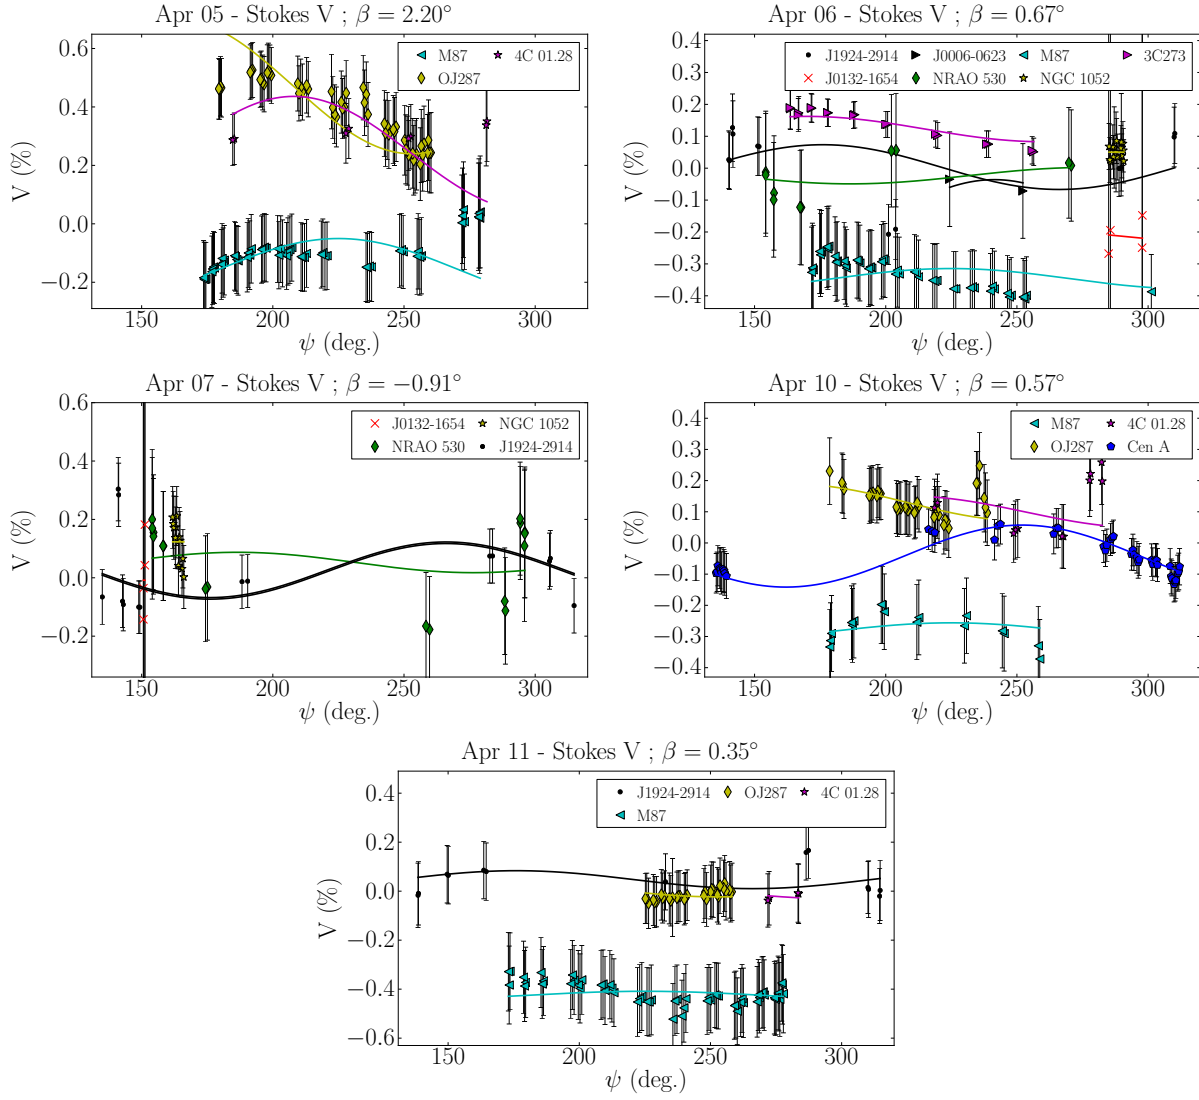 Apr 05 - Stokes V ; β = 2.20°
M87
4C 01.28
OJ287
0.6
0.4
0.2
0.0
−0.2
V (%)
150
200
250
300
ψ (deg.)
Apr 06 - Stokes V ; β = 0.67°
J1924-2914
J0006-0623
M87
3C273
J0132-1654
NRAO 530
NGC 1052
0.4
0.3
0.2
0.1
0.0
−0.1
−0.2
−0.3
−0.4
V (%)
150
200
250
300
ψ (deg.)
Apr 07 - Stokes V ; β = −0.91°
J0132-1654
NGC 1052
NRAO 530
J1924-2914
0.6
0.4
0.2
0.0
−0.2
V (%)
150
200
250
300
ψ (deg.)
Apr 10 - Stokes V ; β = 0.57°
M87
4C 01.28
OJ287
Cen A
0.4
0.3
0.2
0.1
0.0
−0.1
−0.2
−0.3
−0.4
V (%)
150
200
250
300
ψ (deg.)
Apr 11 - Stokes V ; β = 0.35°
J1924-2914
OJ287
4C 01.28
M87
0.4
0.2
0.0
−0.2
−0.4
−0.6
V (%)
150
200
250
300
ψ (deg.)